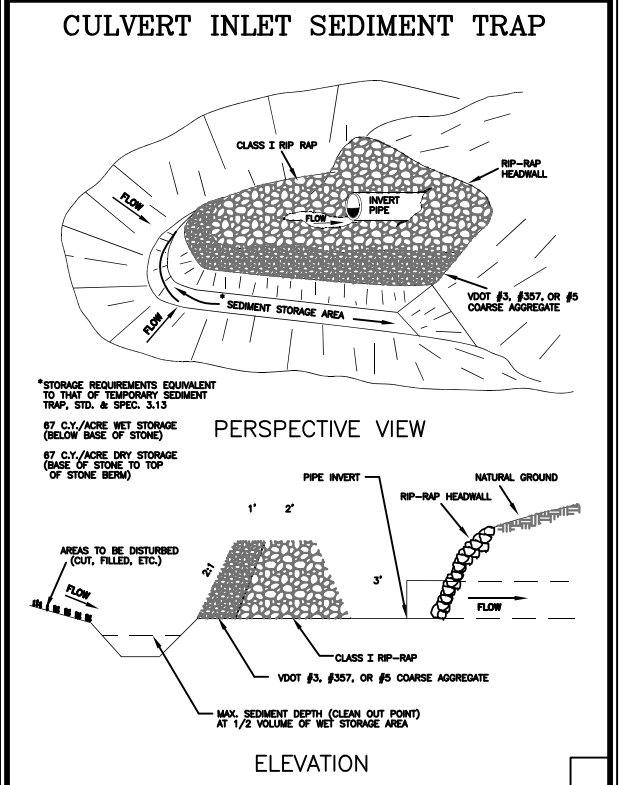 CULVERT INLET SEDIMENT TRAP
CLASS I RIP RAP
RIP-RAP
HEADWALL
FLOW
INVERT
PIPE
FLOW
VDOT #3, #357, OR #5
COARSE AGGREGATE
* SEDIMENT STORAGE AREA
FLOW
*STORAGE REQUIREMENTS EQUIVALENT
TO THAT OF TEMPORARY SEDIMENT
TRAP, STD. & SPEC. 3.13
67 C.Y./ACRE WET STORAGE
(BELOW BASE OF STONE)
67 C.Y./ACRE DRY STORAGE
(BASE OF STONE TO TOP
OF STONE BERM)
PERSPECTIVE VIEW
PIPE INVERT
NATURAL GROUND
RIP-RAP HEADWALL
1' 2'
AREAS TO BE DISTURBED
(CUT, FILLED, ETC.)
2:1
3'
FLOW
FLOW
CLASS I RIP-RAP
VDOT #3, #357, OR #5 COARSE AGGREGATE
MAX. SEDIMENT DEPTH (CLEAN OUT POINT)
AT 1/2 VOLUME OF WET STORAGE AREA
ELEVATION